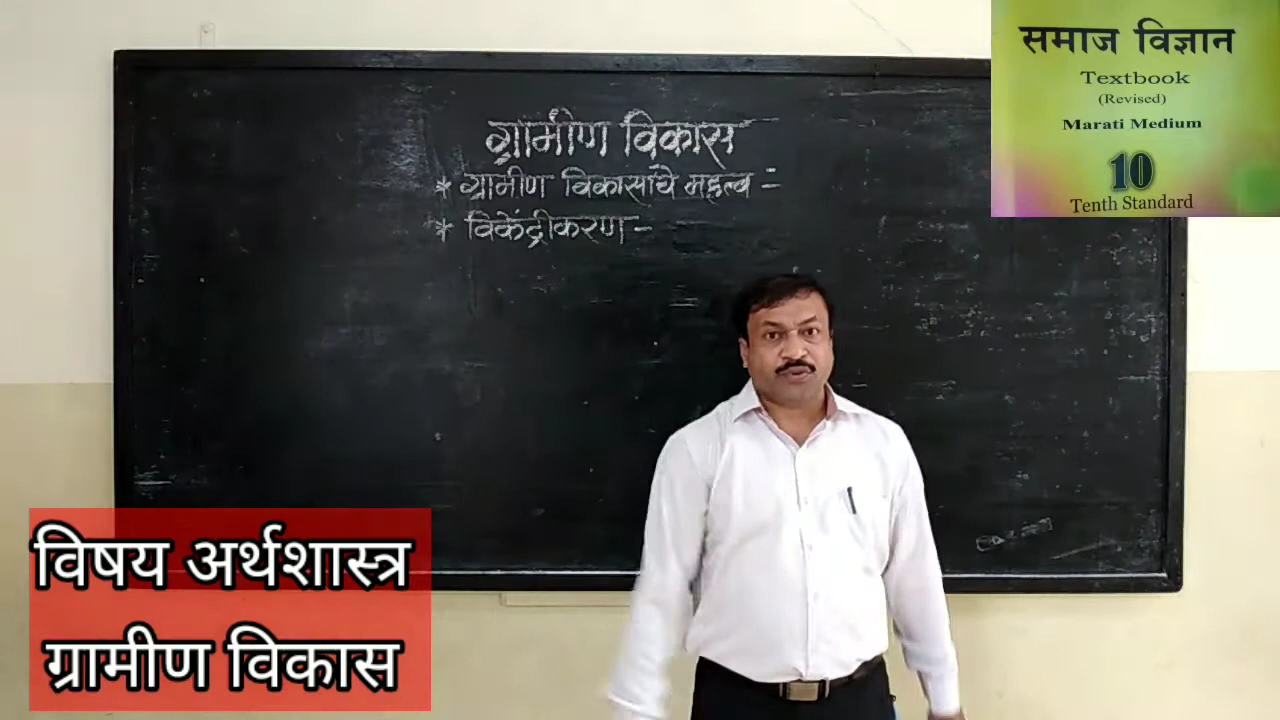 ग्रामीण विकास
* ग्रामीण विकासाचे महत्व :-
* विकेंद्रीकरण -
समाज विज्ञान
Textbook
(Revised)
Marati Medium
10
Tenth Standard
विषय अर्थशास्त्र
ग्रामीण विकास